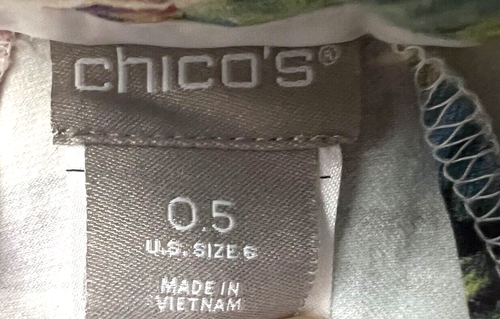 chico's®
0.5
U.S. SIZE 6
MADE IN
VIETNAM